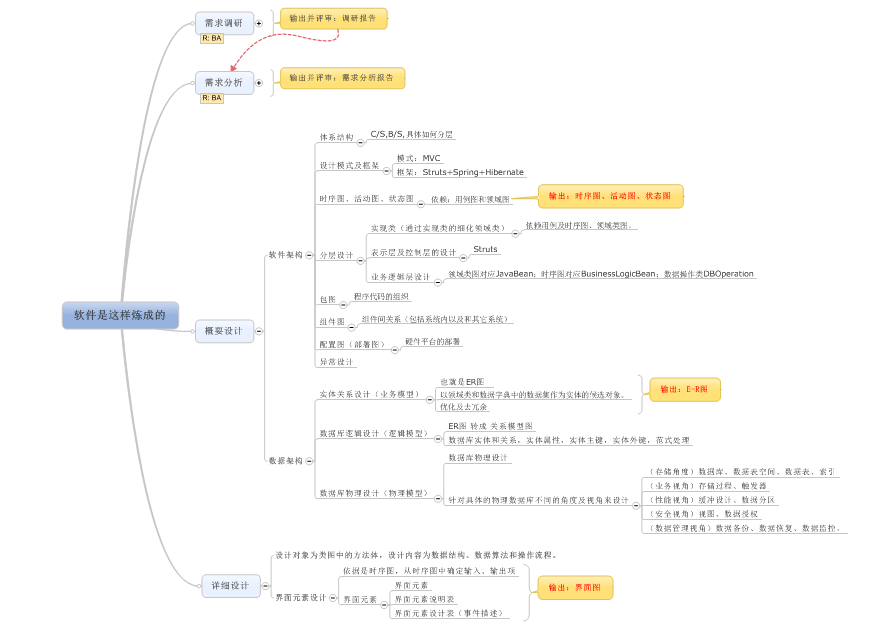 需求调研
R: BA
输出并评审：调研报告
需求分析
R: BA
输出并评审：需求分析报告
软件是这样炼成的
概要设计
软件架构
体系结构
C/S,B/S,具体如何分层
设计模式及框架
模式：MVC
框架：Struts+Spring+Hibernate
时序图、活动图、状态图
依赖：用例图和领域图
输出：时序图、活动图、状态图
分层设计
实现类（通过实现类的细化领域类）
依赖用例及时序图、领域类图。
表示层及控制层的设计
Struts
业务逻辑层设计
领域类图对应JavaBean；时序图对应BusinessLogicBean；数据操作类DBOperation
包图
程序代码的组织
组件图
组件间关系（包括系统内以及和其它系统）
配置图（部署图）
硬件平台的部署
异常设计
数据架构
实体关系设计（业务模型）
也就是ER图
以领域类和数据字典中的数据集作为实体的候选对象。
优化及去冗余
输出：E-R图
数据库逻辑设计（逻辑模型）
ER图 转成 关系模型图
数据库实体和关系，实体属性，实体主键，实体外键，范式处理
数据库物理设计（物理模型）
数据库物理设计
针对具体的物理数据库不同的角度及视角来设计
（存储角度）数据库、数据表空间、数据表、索引
（业务视角）存储过程、触发器
（性能视角）缓冲设计、数据分区
（安全视角）视图、数据授权
（数据管理视角）数据备份、数据恢复、数据监控。
详细设计
设计对象为类图中的方法体，设计内容为数据结构、数据算法和操作流程。
界面元素设计
依据是时序图，从时序图中确定输入、输出项
界面元素
界面元素
界面元素说明表
界面元素设计表（事件描述）
输出：界面图